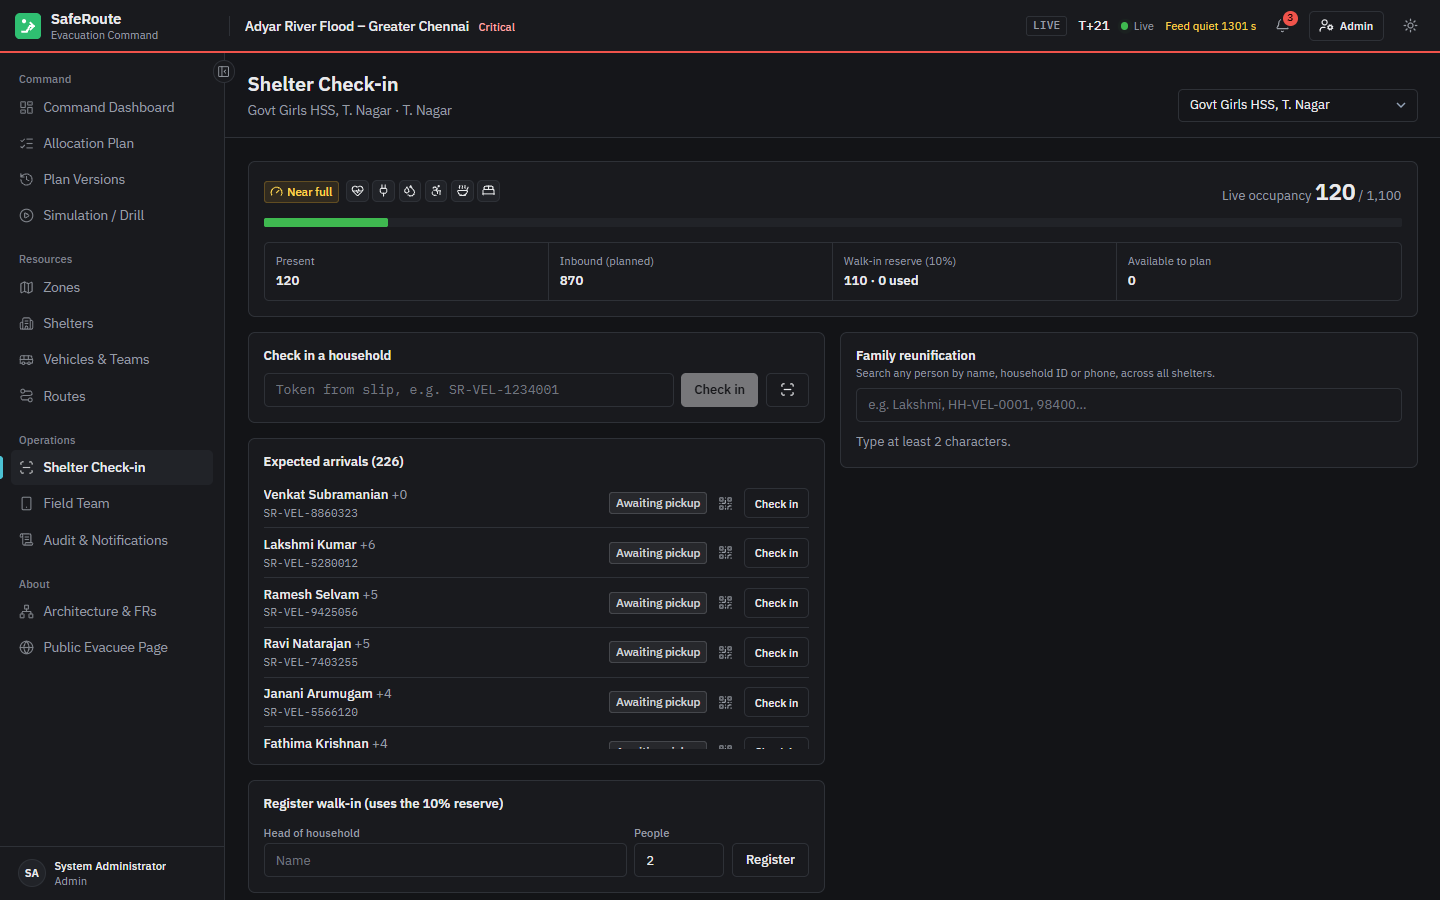 SafeRoute
Evacuation Command
Adyar River Flood – Greater Chennai Critical
LIVE T+21 Live Feed quiet 1301 s 3 Admin
Command
Command Dashboard
Allocation Plan
Plan Versions
Simulation / Drill
Resources
Zones
Shelters
Vehicles & Teams
Routes
Operations
Shelter Check-in
Field Team
Audit & Notifications
About
Architecture & FRs
Public Evacuee Page
SA System Administrator
Admin
Shelter Check-in
Govt Girls HSS, T. Nagar · T. Nagar
Govt Girls HSS, T. Nagar
Near full
Live occupancy 120 / 1,100
Present
120
Inbound (planned)
870
Walk-in reserve (10%)
110 · 0 used
Available to plan
0
Check in a household
Token from slip, e.g. SR-VEL-1234001 Check in
Expected arrivals (226)
Venkat Subramanian +0
SR-VEL-8860323
Awaiting pickup Check in
Lakshmi Kumar +6
SR-VEL-5280012
Awaiting pickup Check in
Ramesh Selvam +5
SR-VEL-9425056
Awaiting pickup Check in
Ravi Natarajan +5
SR-VEL-7403255
Awaiting pickup Check in
Janani Arumugam +4
SR-VEL-5566120
Awaiting pickup Check in
Fathima Krishnan +4
Register walk-in (uses the 10% reserve)
Head of household
Name
People
2
Register
Family reunification
Search any person by name, household ID or phone, across all shelters.
e.g. Lakshmi, HH-VEL-0001, 98400…
Type at least 2 characters.